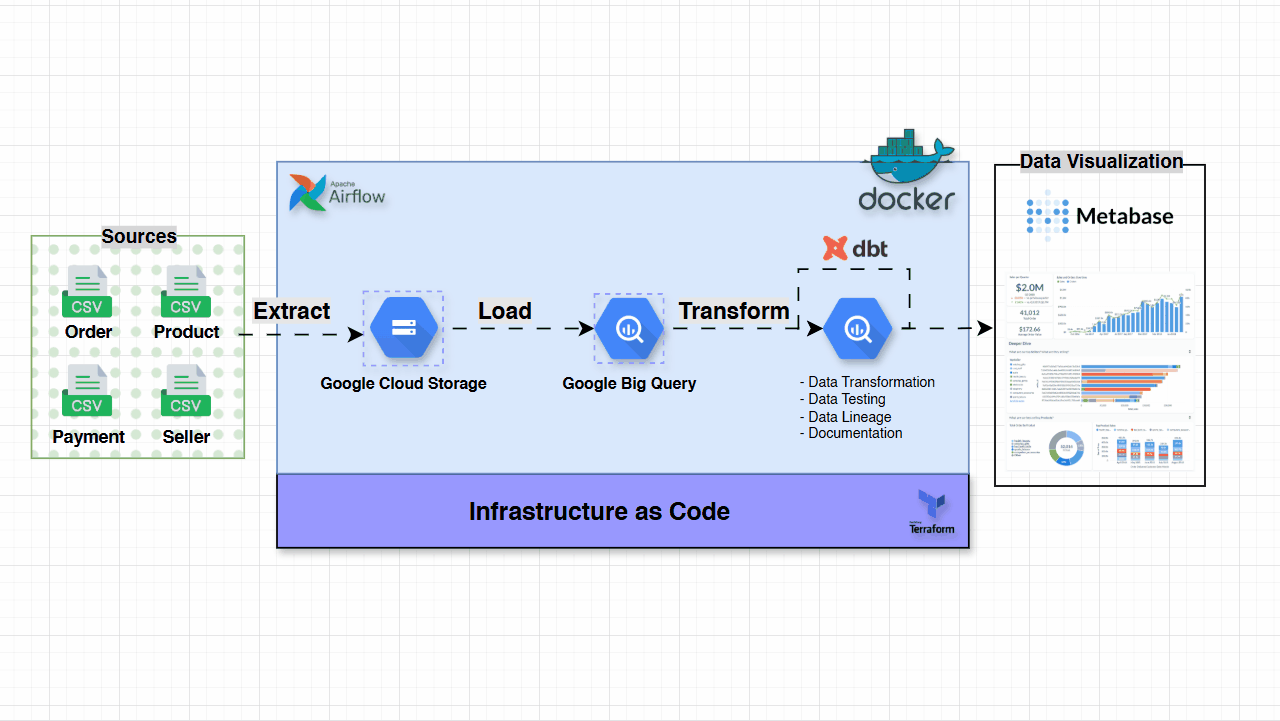 Sources
CSV
Order
CSV
Product
CSV
Payment
CSV
Seller
Extract
Apache
Airflow
docker
Load
Transform
dbt
Google Cloud Storage
Google Big Query
- Data Transformation
- Data Testing
- Data Lineage
- Documentation
Infrastructure as Code
Terraform
Data Visualization
Metabase
$2.0M
41,012
$172.66
Deeper Dive